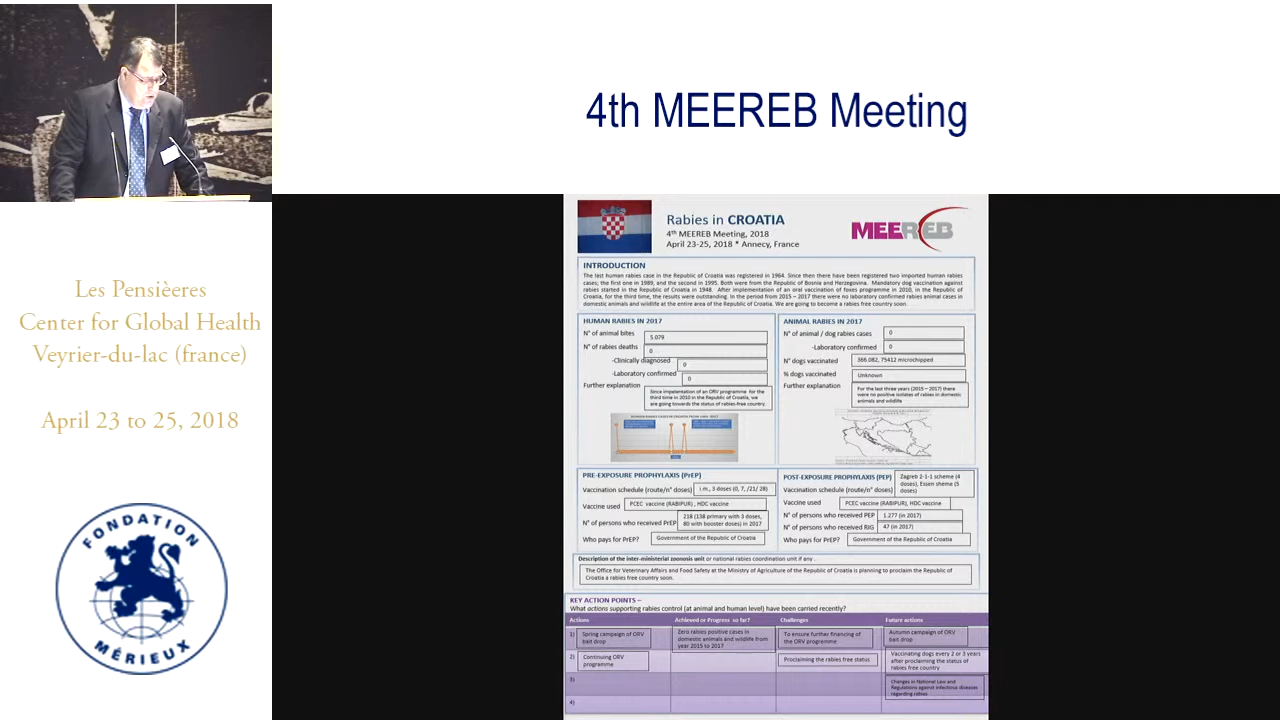 4th MEEREB Meeting
Les Pensièeres
Center for Global Health
Veyrier-du-lac (france)
April 23 to 25, 2018
FONDATION
MÉRIEUX
Rabies in CROATIA
4th MEEREB Meeting, 2018
April 23-25, 2018 * Annecy, France
MEEREB
INTRODUCTION
The last human rabies case in the Republic of Croatia was registered in 1964. Since then there have been registered two imported human rabies
cases; the first one in 1989, and the second in 1995. Both were from the Republic of Bosnia and Herzegovina. Mandatory dog vaccination against
rabies started in the Republic of Croatia in 1948. After implementation of an oral vaccination of foxes programme in 2010, in the Republic of
Croatia, for the third time, the results were outstanding. In the period from 2015 – 2017 there were no laboratory confirmed rabies animal cases in
domestic animals and wildlife at the entire area of the Republic of Croatia. We are going to become a rabies free country soon.
HUMAN RABIES IN 2017
N° of animal bites
5.079
N° of rabies deaths
0
-Clinically diagnosed
0
-Laboratory confirmed
0
Further explanation
Since impletation of an ORV programme for the
third time in 2010 in the Republic of Croatia, we
are going towards the status of rabies-free country.
HUMAN RABIES CASES IN CROATIA FROM 1964-2017
ANIMAL RABIES IN 2017
N° of animal / dog rabies cases
0
-Laboratory confirmed
0
N° dogs vaccinated
366.082, 75412 microchipped
% dogs vaccinated
Unknown
Further explanation
For the last three years (2015 – 2017) there
were no positive isolates of rabies in domestic
animals and wildlife
PRE-EXPOSURE PROPHYLAXIS (PrEP)
Vaccination schedule (route/n° doses)
i.m., 3 doses (0, 7, /21/ 28)
Vaccine used
PCEC vaccine (RABIPUR) , HDC vaccine
N° of persons who received PrEP
218 (138 primary with 3 doses,
80 with booster doses) in 2017
Who pays for PrEP?
Government of the Republic of Croatia
POST-EXPOSURE PROPHYLAXIS (PEP)
Zagreb 2-1-1 scheme (4
doses), Essen sheme (5
doses)
Vaccination schedule (route/n° doses)
Vaccine used
PCEC vaccine (RABIPUR), HDC vaccine
N° of persons who received PEP
1.277 (in 2017)
N° of persons who received RIG
47 (in 2017)
Who pays for PrEP?
Government of the Republic of Croatia
Description of the inter-ministerial zoonosis unit or national rabies coordination unit if any .
The Office for Veterinary Affairs and Food Safety at the Ministry of Agriculture of the Republic of Croatia is planning to proclaim the Republic of
Croatia a rabies free country soon.
KEY ACTION POINTS –
What actions supporting rabies control (at animal and human level) have been carried recently?
Actions
Achieved or Progress so far?
Challenges
Future actions
1)
Spring campaign of ORV
bait drop
Zero rabies positive cases in
domestic animals and wildlife from
year 2015 to 2017
To ensure further financing of
the ORV programme
Autumn campaign of ORV
bait drop
2)
Continuing ORV
programme
Proclaiming the rabies free status
Vaccinating dogs every 2 or 3 years
after proclaiming the status of
rabies free country
3)
Changes in National Law and
Regulations against infectious diseases
regarding rabies
4)